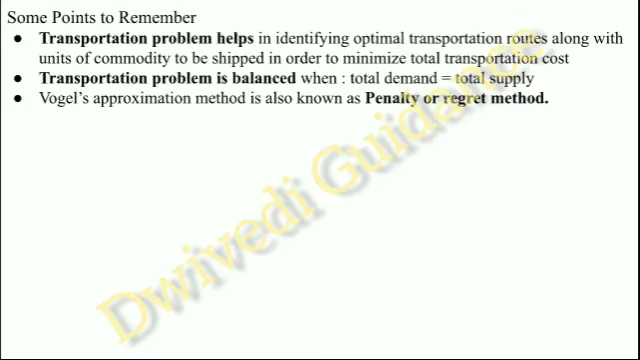 Some Points to Remember
● Transportation problem helps in identifying optimal transportation routes along with
units of commodity to be shipped in order to minimize total transportation cost
● Transportation problem is balanced when : total demand = total supply
● Vogel's approximation method is also known as Penalty or regret method.
Dwivedi Guidance